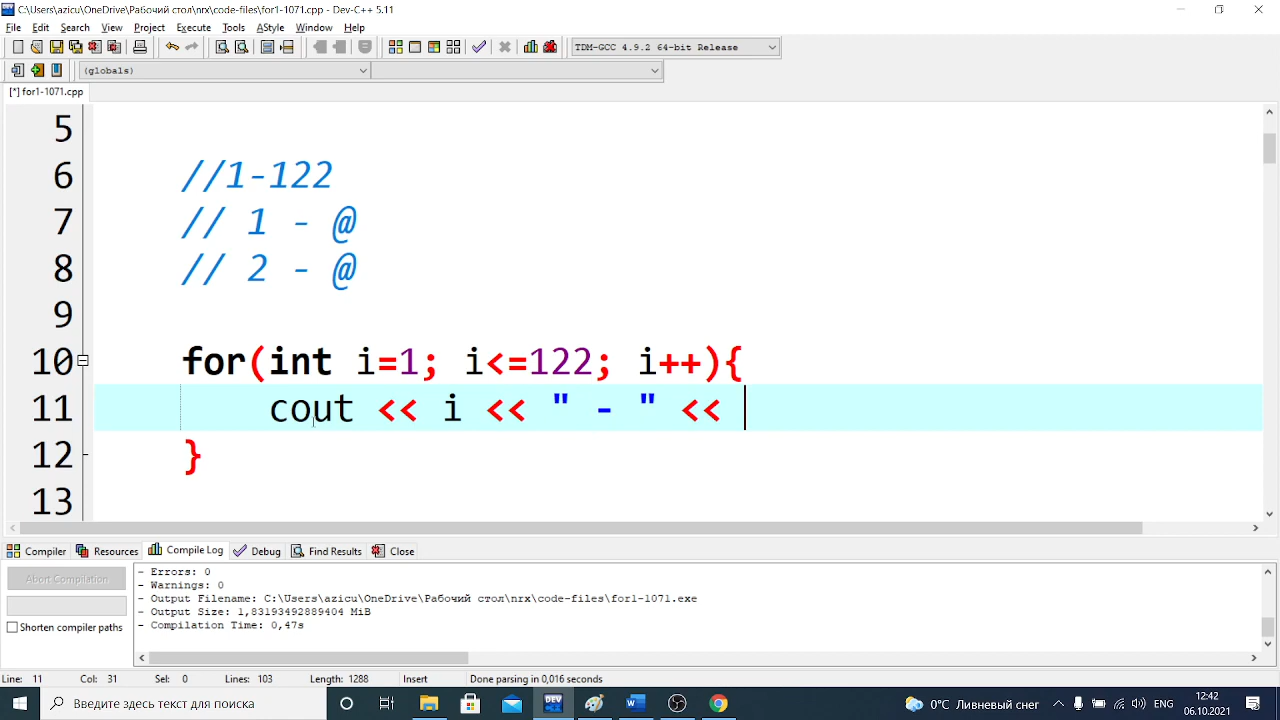 C:\Users\azicu\OneDrive\Рабочий стол\nrx\code-files\for1-1071.cpp - Dev-C++ 5.11
File Edit Search View Project Execute Tools AStyle Window Help
TDM-GCC 4.9.2 64-bit Release
(globals)
[*] for1-1071.cpp
5
6 //1-122
7 // 1 - @
8 // 2 - @
9
10 for(int i=1; i<=122; i++){
11 cout << i << " - " <<
12 }
13
Compiler Resources Compile Log Debug Find Results Close
Abort Compilation
Shorten compiler paths
- Errors: 0
- Warnings: 0
- Output Filename: C:\Users\azicu\OneDrive\Рабочий стол\nrx\code-files\for1-1071.exe
- Output Size: 1,83193492889404 MiB
- Compilation Time: 0,47s
Line: 11 Col: 31 Sel: 0 Lines: 103 Length: 1288 Insert Done parsing in 0,016 seconds
Введите здесь текст для поиска
DEV
0°C Ливневый снег
12:42
06.10.2021